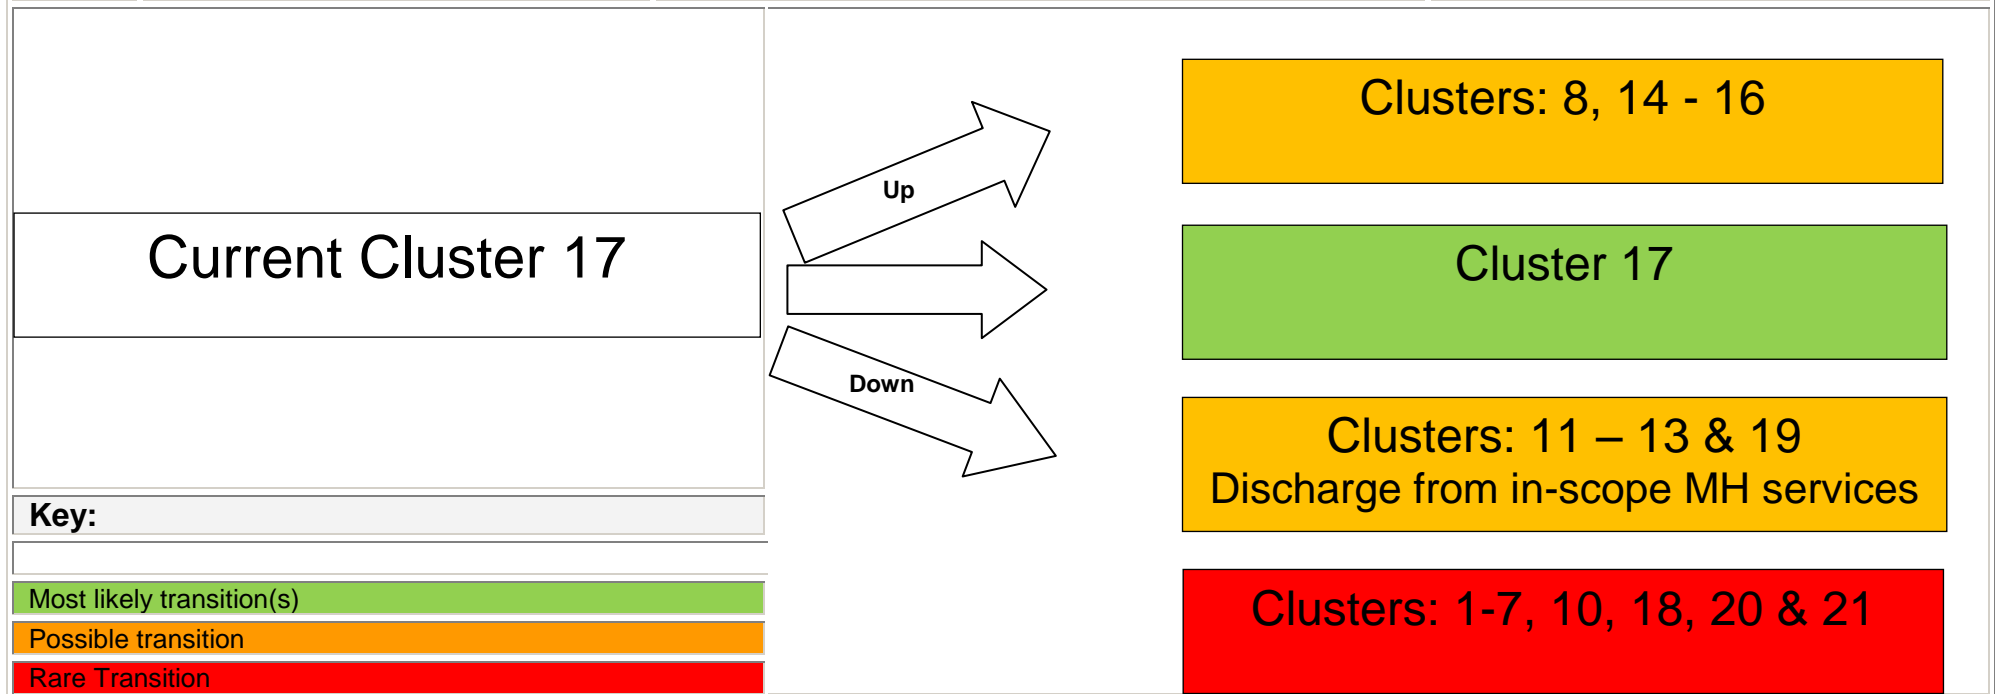 Clusters: 8, 14 - 16
Up
Current Cluster 17
Cluster 17
Down
Clusters: 11 – 13 & 19
Discharge from in-scope MH services
Key:
Most likely transition(s)
Possible transition
Rare Transition
Clusters: 1-7, 10, 18, 20 & 21